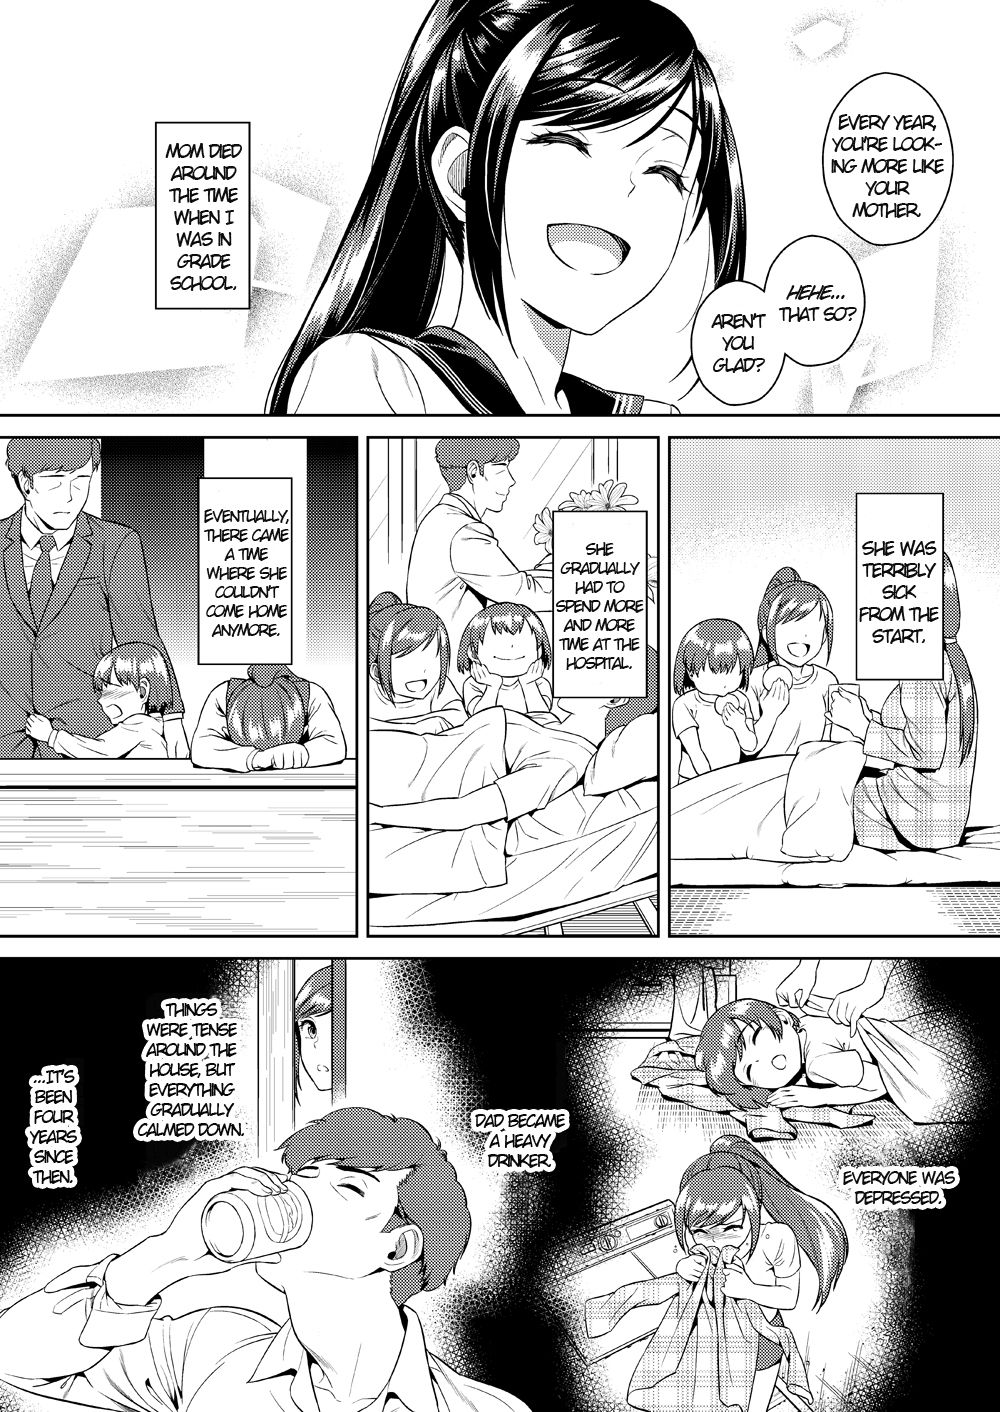 EVERY YEAR,
YOU'RE LOOK-
ING MORE LIKE
YOUR
MOTHER.
HEHE...
THAT SO?
AREN'T
YOU
GLAD?
MOM DIED
AROUND
THE TIME
WHEN I
WAS IN
GRADE
SCHOOL.
SHE WAS
TERRIBLY
SICK
FROM THE
START.
SHE
GRADUALLY
HAD TO
SPEND MORE
AND MORE
TIME AT THE
HOSPITAL.
EVENTUALLY,
THERE CAME
A TIME
WHERE SHE
COULDN'T
COME HOME
ANYMORE.
EVERYONE WAS
DEPRESSED.
DAD BECAME
A HEAVY
DRINKER.
THINGS
WERE TENSE
AROUND THE
HOUSE, BUT
EVERYTHING
GRADUALLY
CALMED DOWN.
...IT'S
BEEN
FOUR
YEARS
SINCE
THEN.